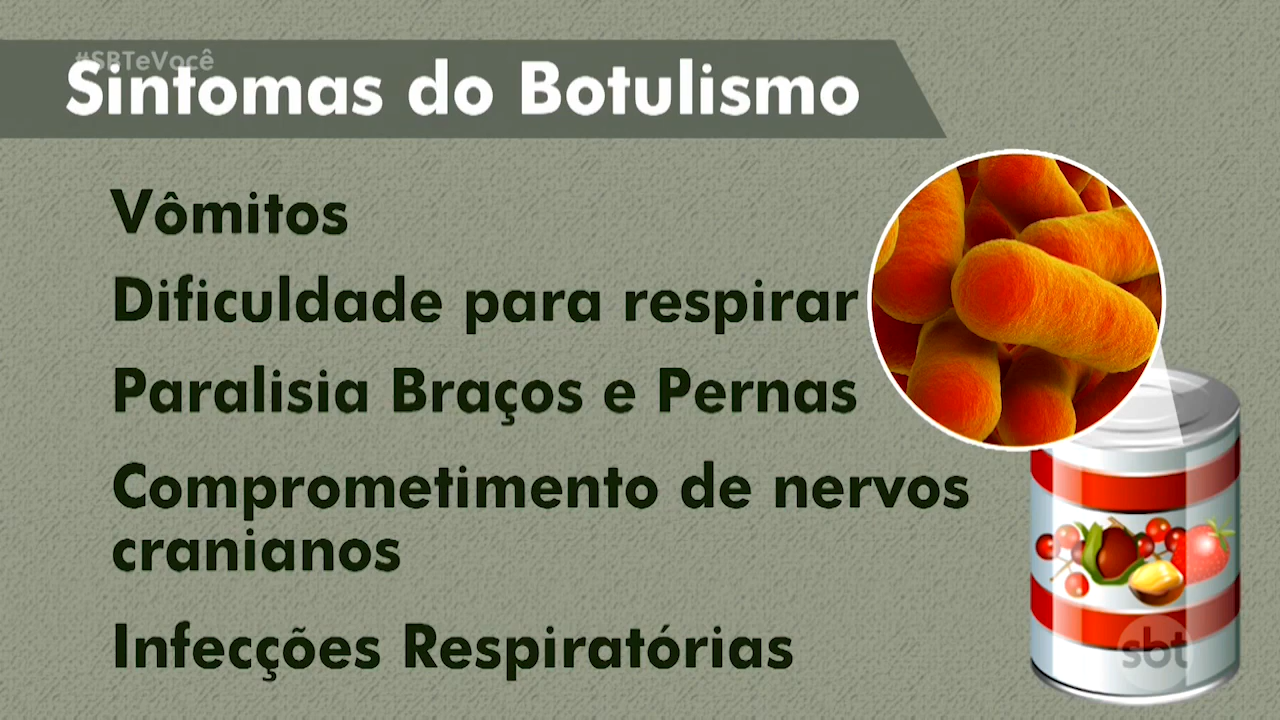 #SBTeVocê
Sintomas do Botulismo
Vômitos
Dificuldade para respirar
Paralisia Braços e Pernas
Comprometimento de nervos
cranianos
Infecções Respiratórias
sbt